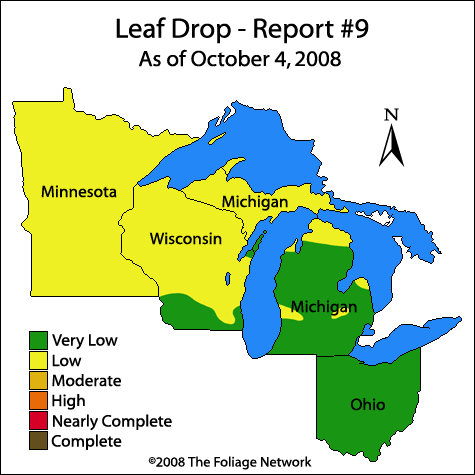 Leaf Drop - Report #9
As of October 4, 2008
N
Minnesota
Michigan
Wisconsin
Michigan
Very Low
Low
Moderate
High
Nearly Complete
Complete
Ohio
©2008 The Foliage Network